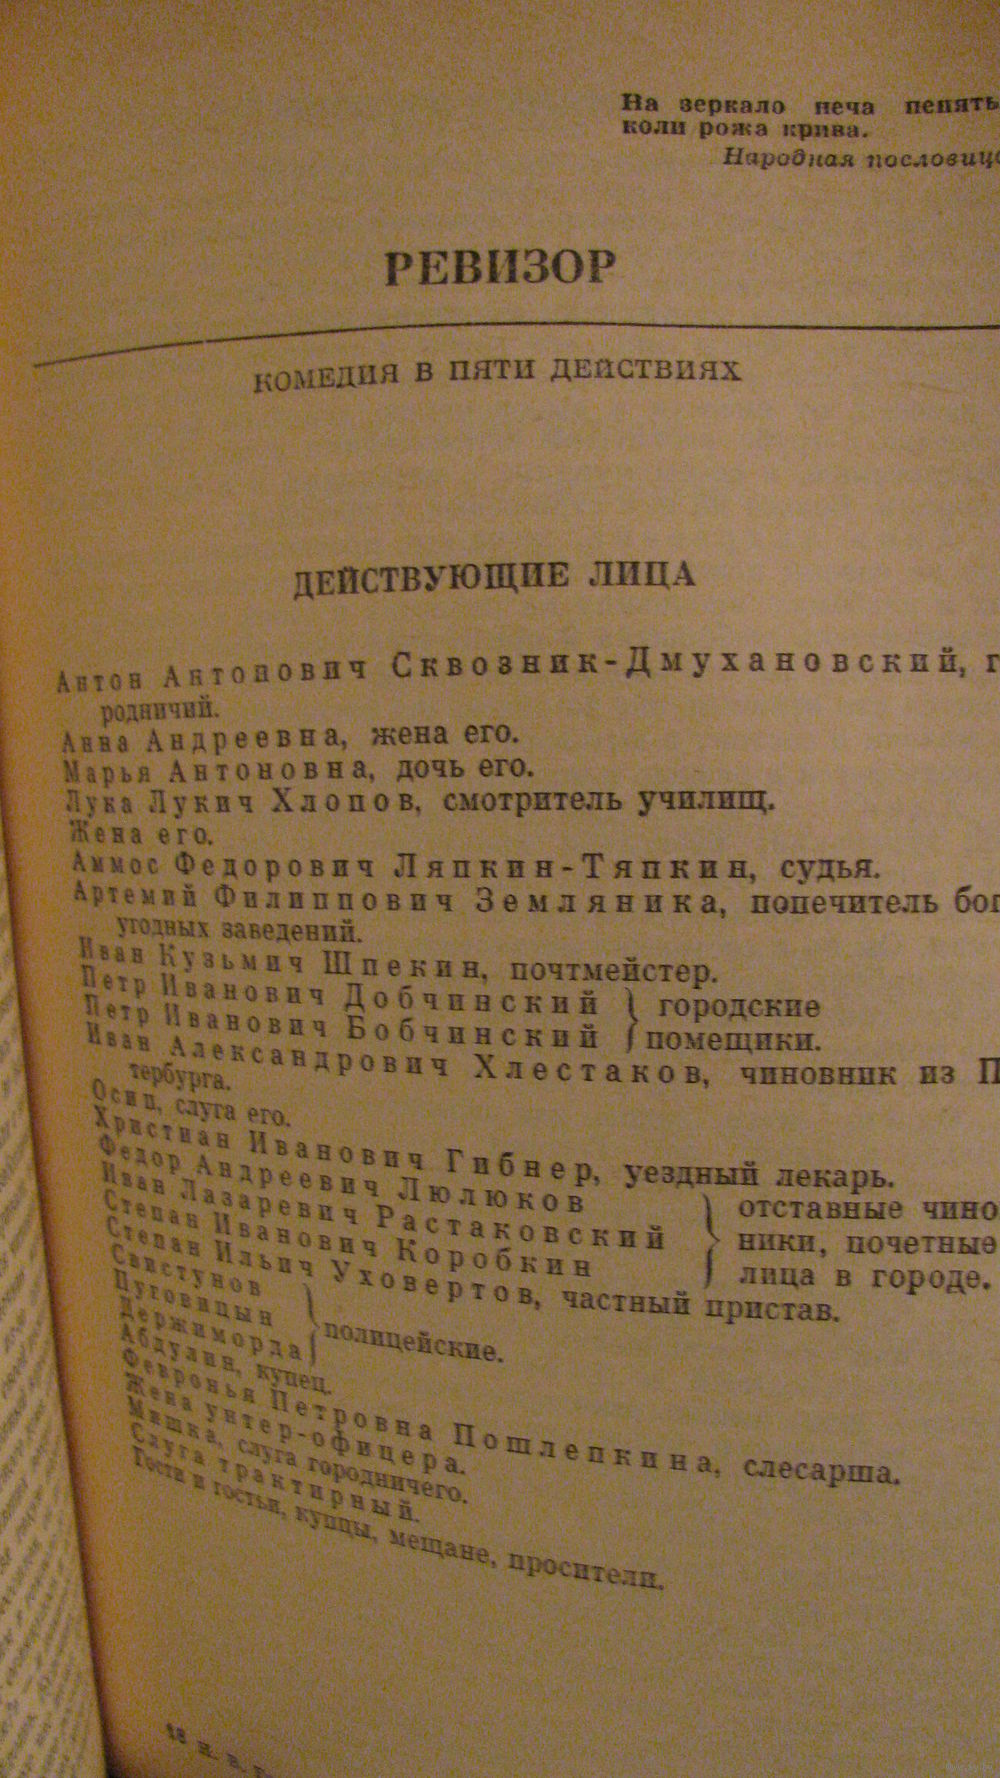 На зеркало неча пенять,
коли рожа крива.
Народная пословица
РЕВИЗОР
КОМЕДИЯ В ПЯТИ ДЕЙСТВИЯХ
ДЕЙСТВУЮЩИЕ ЛИЦА
Антон Антонович Сквозник-Дмухановский, г
родничий.
Анна Андреевна, жена его.
Марья Антоновна, дочь его.
Лука Лукич Хлопов, смотритель училищ.
Жена его.
Аммос Федорович Ляпкин-Тяпкин, судья.
Артемий Филиппович Земляника, попечитель бог
угодных заведений.
Иван Кузьмич Шпекин, почтмейстер.
Петр Иванович Добчинский } городские
Петр Иванович Бобчинский } помещики.
Иван Александрович Хлестаков, чиновник из П
тербурга.
Осип, слуга его.
Христиан Иванович Гибнер, уездный лекарь.
Федор Андреевич Люлюков } отставные чино
Иван Лазаревич Растаковский } ники, почетные
Степан Иванович Коробкин } лица в городе.
Степан Ильич Уховертов, частный пристав.
Свистунов
Пуговицын } полицейские.
Держиморда
Абдулин, купец.
Февронья Петровна Пошлепкина, слесарша.
Жена унтер-офицера.
Мишка, слуга городничего.
Слуга трактирный.
Гости и гостьи, купцы, мещане, просители.
18 Н. В. Г